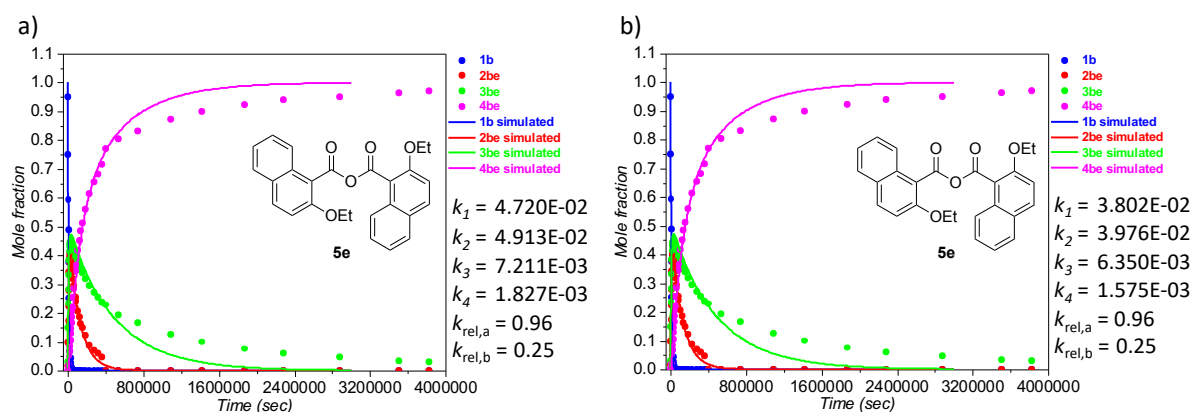 a)
Mole fraction
1.0
0.9
0.8
0.7
0.6
0.5
0.4
0.3
0.2
0.1
0.0
0
800000
1600000
2400000
3200000
4000000
Time (sec)
OEt
O O
O
OEt
5e
1b
2be
3be
4be
1b simulated
2be simulated
3be simulated
4be simulated
k1 = 4.720E-02
k2 = 4.913E-02
k3 = 7.211E-03
k4 = 1.827E-03
krel,a = 0.96
krel,b = 0.25
b)
Mole fraction
1.0
0.9
0.8
0.7
0.6
0.5
0.4
0.3
0.2
0.1
0.0
0
800000
1600000
2400000
3200000
4000000
Time (sec)
OEt
O O
O
OEt
5e
1b
2be
3be
4be
1b simulated
2be simulated
3be simulated
4be simulated
k1 = 3.802E-02
k2 = 3.976E-02
k3 = 6.350E-03
k4 = 1.575E-03
krel,a = 0.96
krel,b = 0.25